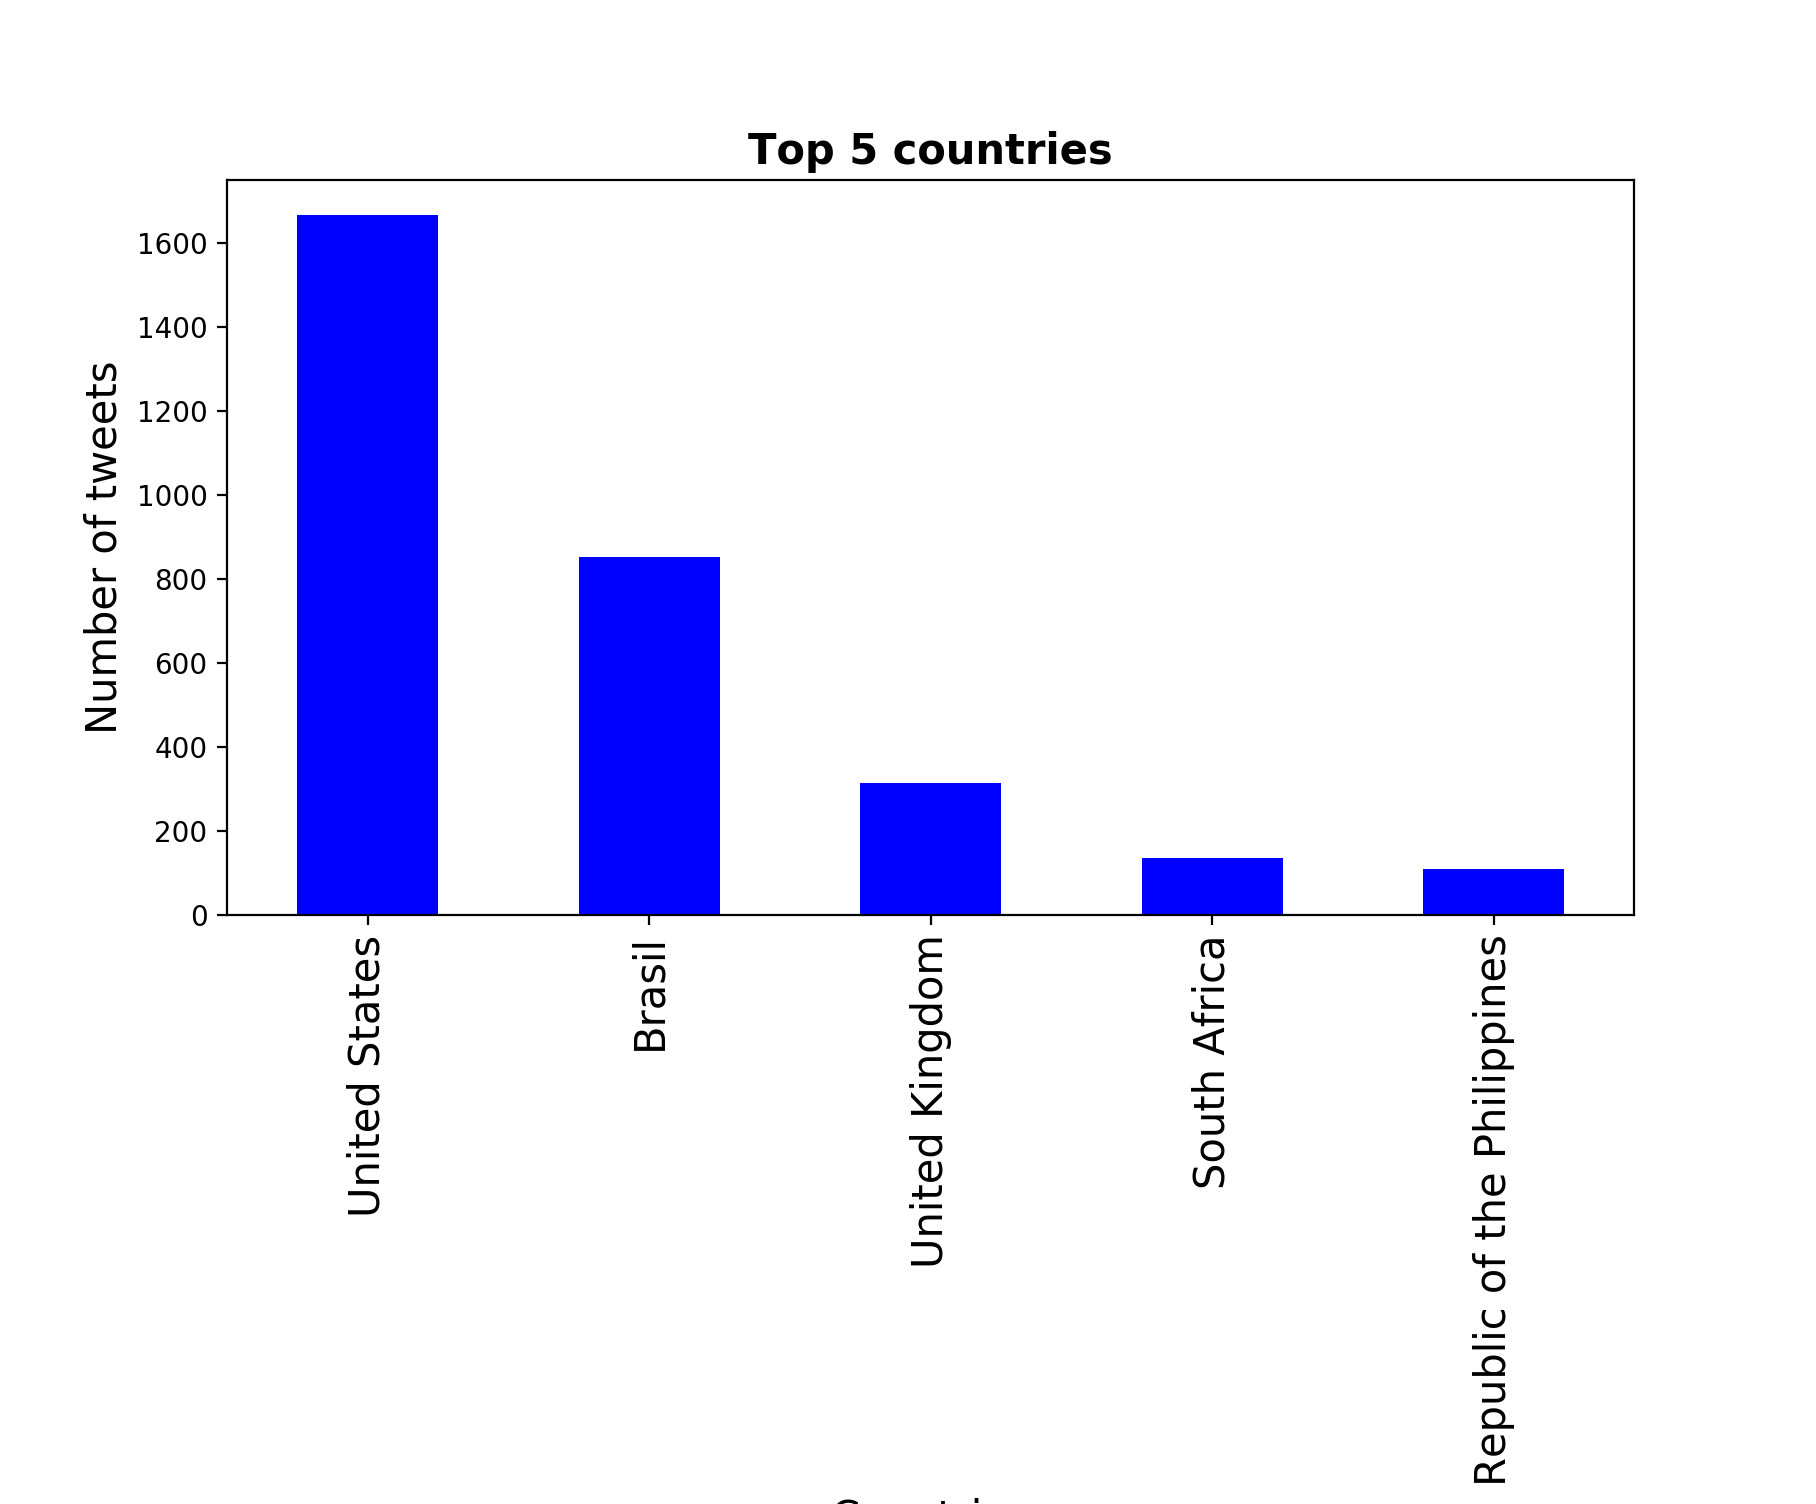 Top 5 countries
Number of tweets
1600
1400
1200
1000
800
600
400
200
0
United States
Brasil
United Kingdom
South Africa
Republic of the Philippines